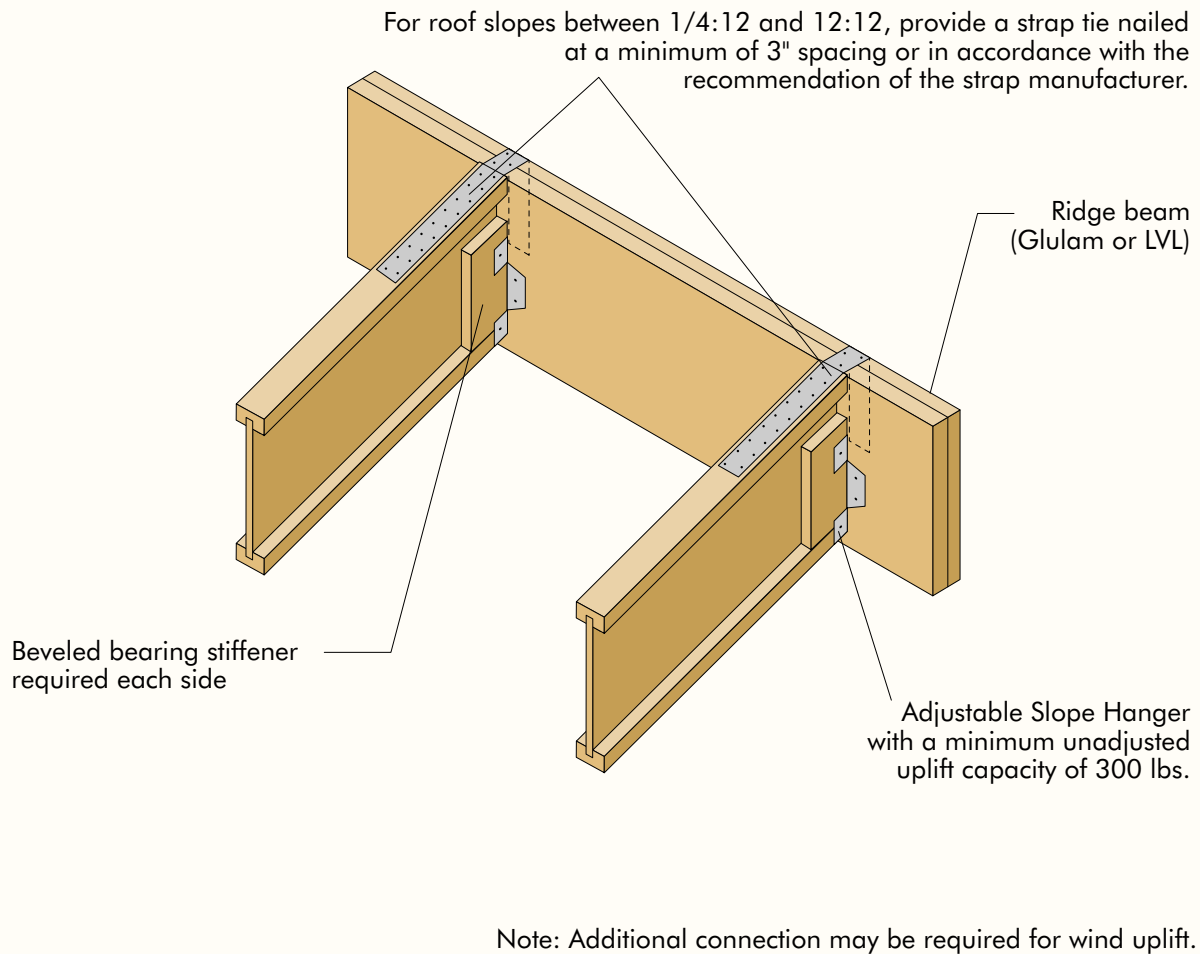 For roof slopes between 1/4:12 and 12:12, provide a strap tie nailed
at a minimum of 3" spacing or in accordance with the
recommendation of the strap manufacturer.
Ridge beam
(Glulam or LVL)
Beveled bearing stiffener
required each side
Adjustable Slope Hanger
with a minimum unadjusted
uplift capacity of 300 lbs.
Note: Additional connection may be required for wind uplift.